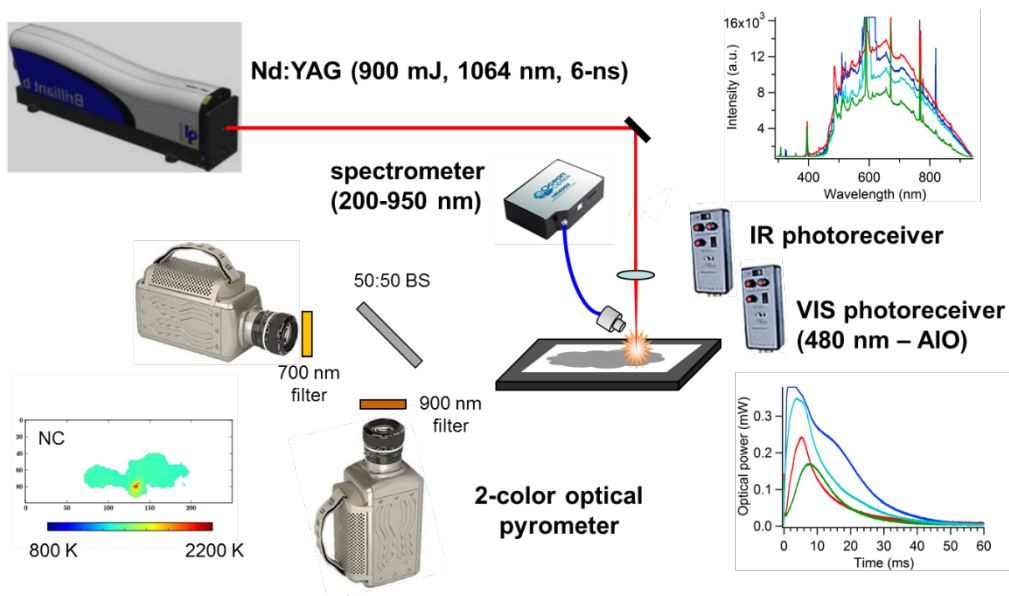 Nd:YAG (900 mJ, 1064 nm, 6-ns)
Brilliant b
spectrometer
(200-950 nm)
Ocean
Optics
16x10³
12
8
4
Intensity (a.u.)
400
600
800
Wavelength (nm)
IR photoreceiver
VIS photoreceiver
(480 nm – AlO)
50:50 BS
700 nm
filter
900 nm
filter
2-color optical
pyrometer
NC
0
20
40
60
80
0
50
100
150
200
800 K
2200 K
0.3
0.2
0.1
0.0
Optical power (mW)
0
10
20
30
40
50
60
Time (ms)